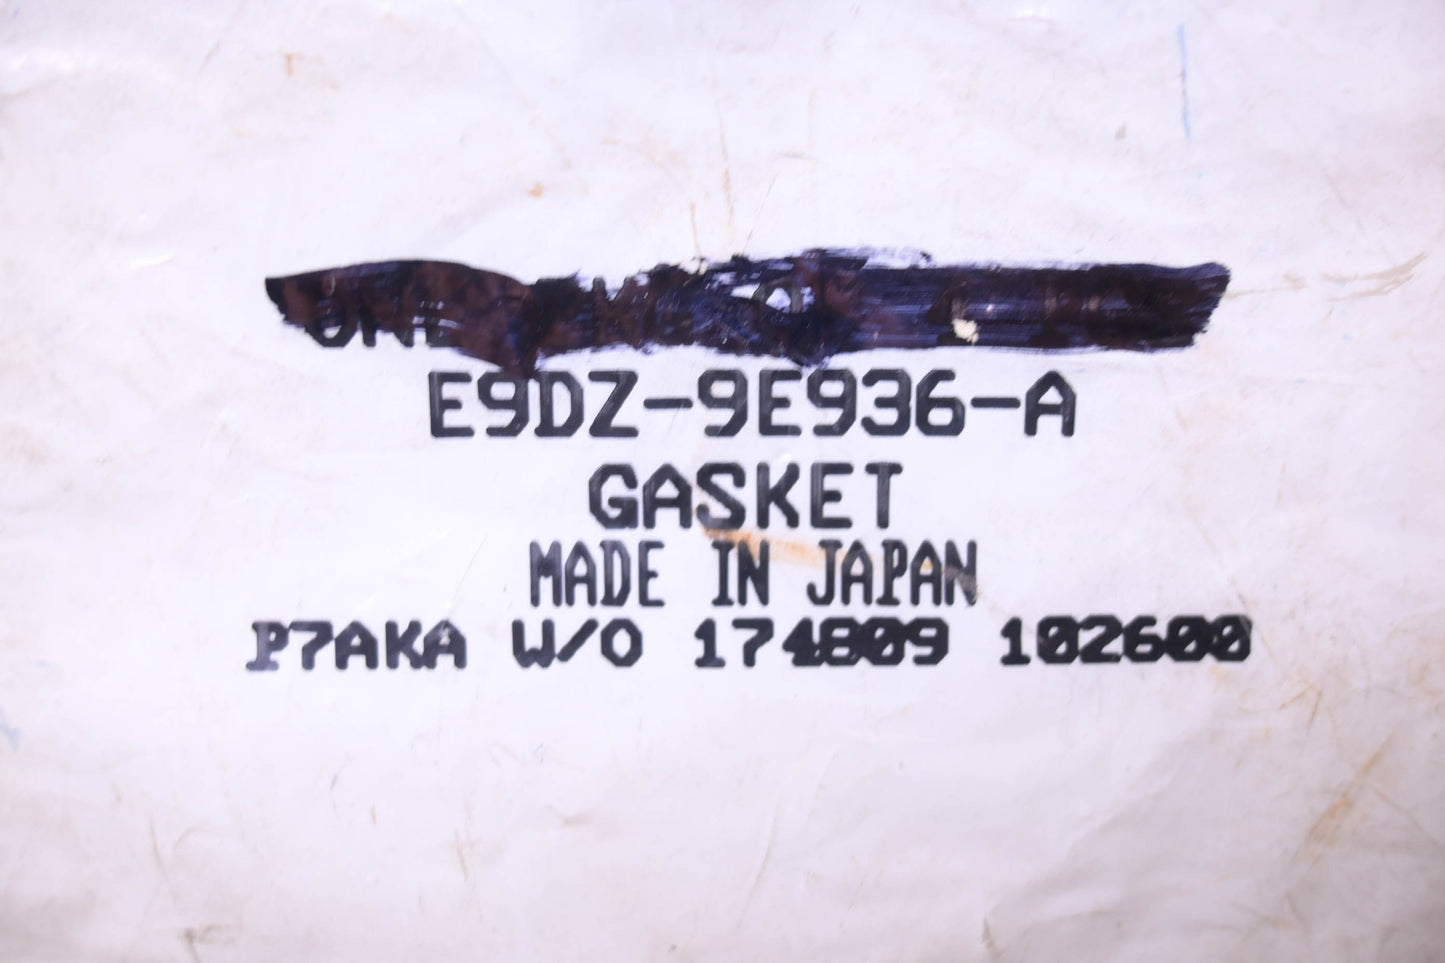 E9DZ-9E936-A
GASKET
MADE IN JAPAN
P7AKA W/O 174809 102600